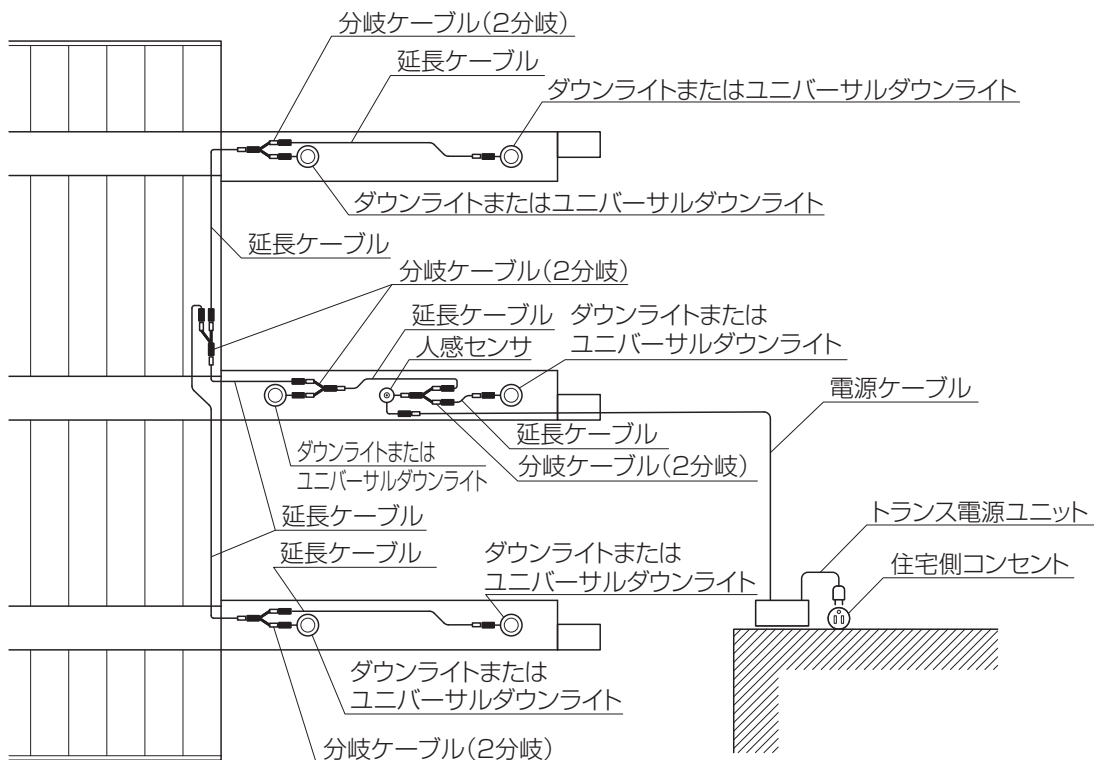 分岐ケーブル(2分岐)
延長ケーブル
ダウンライトまたはユニバーサルダウンライト
ダウンライトまたはユニバーサルダウンライト
延長ケーブル
分岐ケーブル(2分岐)
延長ケーブル
ダウンライトまたは
ユニバーサルダウンライト
人感センサ
電源ケーブル
延長ケーブル
分岐ケーブル(2分岐)
ダウンライトまたは
ユニバーサルダウンライト
延長ケーブル
トランス電源ユニット
住宅側コンセント
延長ケーブル
ダウンライトまたは
ユニバーサルダウンライト
ダウンライトまたは
ユニバーサルダウンライト
分岐ケーブル(2分岐)